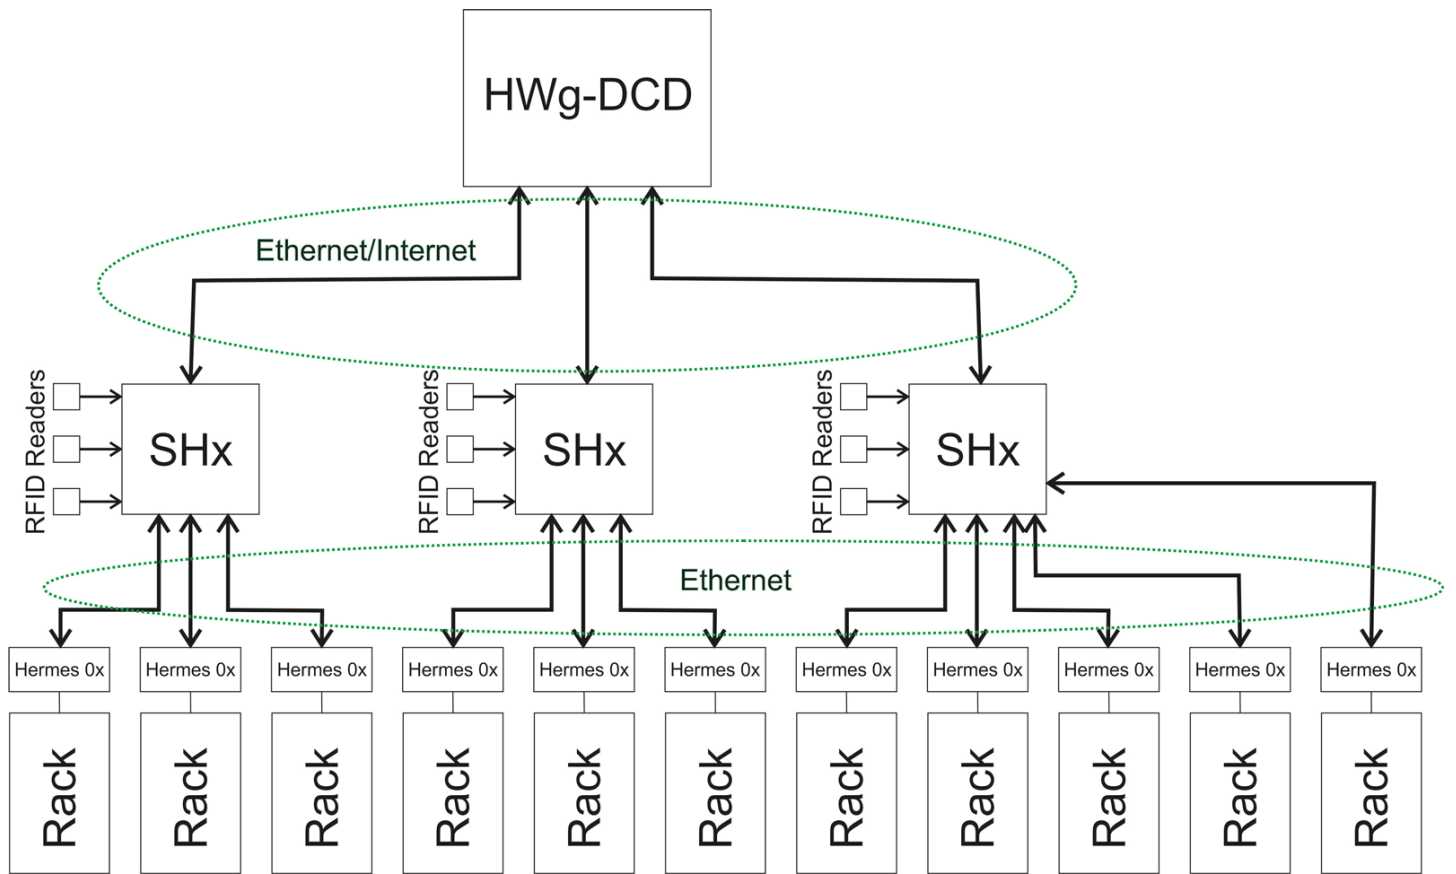 HWg-DCD
Ethernet/Internet
RFID Readers
SHx
RFID Readers
SHx
RFID Readers
SHx
Ethernet
Hermes 0x
Hermes 0x
Hermes 0x
Hermes 0x
Hermes 0x
Hermes 0x
Hermes 0x
Hermes 0x
Hermes 0x
Hermes 0x
Hermes 0x
Rack
Rack
Rack
Rack
Rack
Rack
Rack
Rack
Rack
Rack
Rack